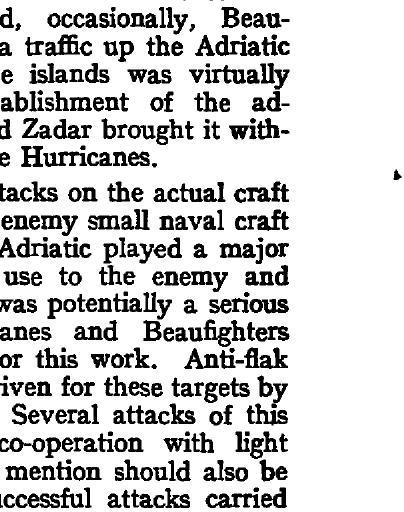 d, occasionally, Beau-
a traffic up the Adriatic
e islands was virtually
ablishment of the ad-
d Zadar brought it with-
e Hurricanes.
tacks on the actual craft
enemy small naval craft
Adriatic played a major
use to the enemy and
was potentially a serious
anes and Beaufighters
or this work. Anti-flak
iven for these targets by
Several attacks of this
co-operation with light
mention should also be
uccessful attacks carried